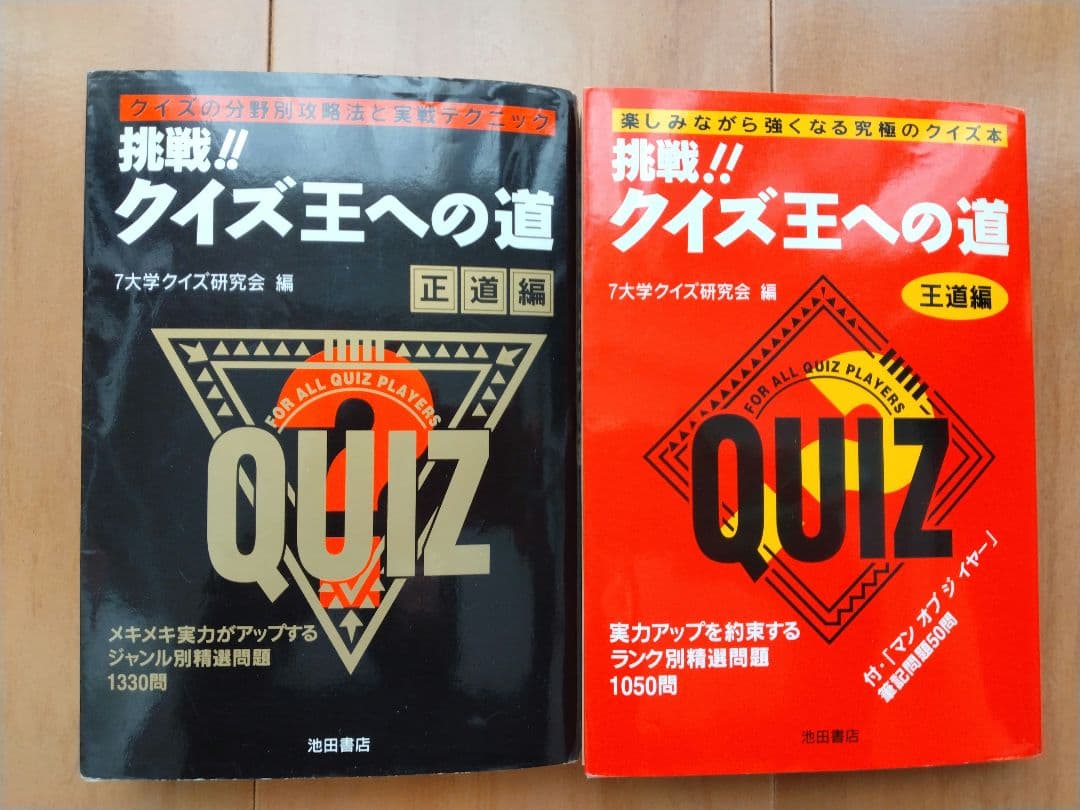 クイズの分野別攻略法と実戦テクニック
挑戦!!
クイズ王への道
7大学クイズ研究会 編
正道編
FOR ALL QUIZ PLAYERS
QUIZ
メキメキ実力がアップする
ジャンル別精選問題
1330問
池田書店
楽しみながら強くなる究極のクイズ本
挑戦!!
クイズ王への道
7大学クイズ研究会 編
王道編
FOR ALL QUIZ PLAYERS
QUIZ
実力アップを約束する
ランク別精選問題
1050問
付・「マン オブ ジ イヤー」
筆記問題50問
池田書店